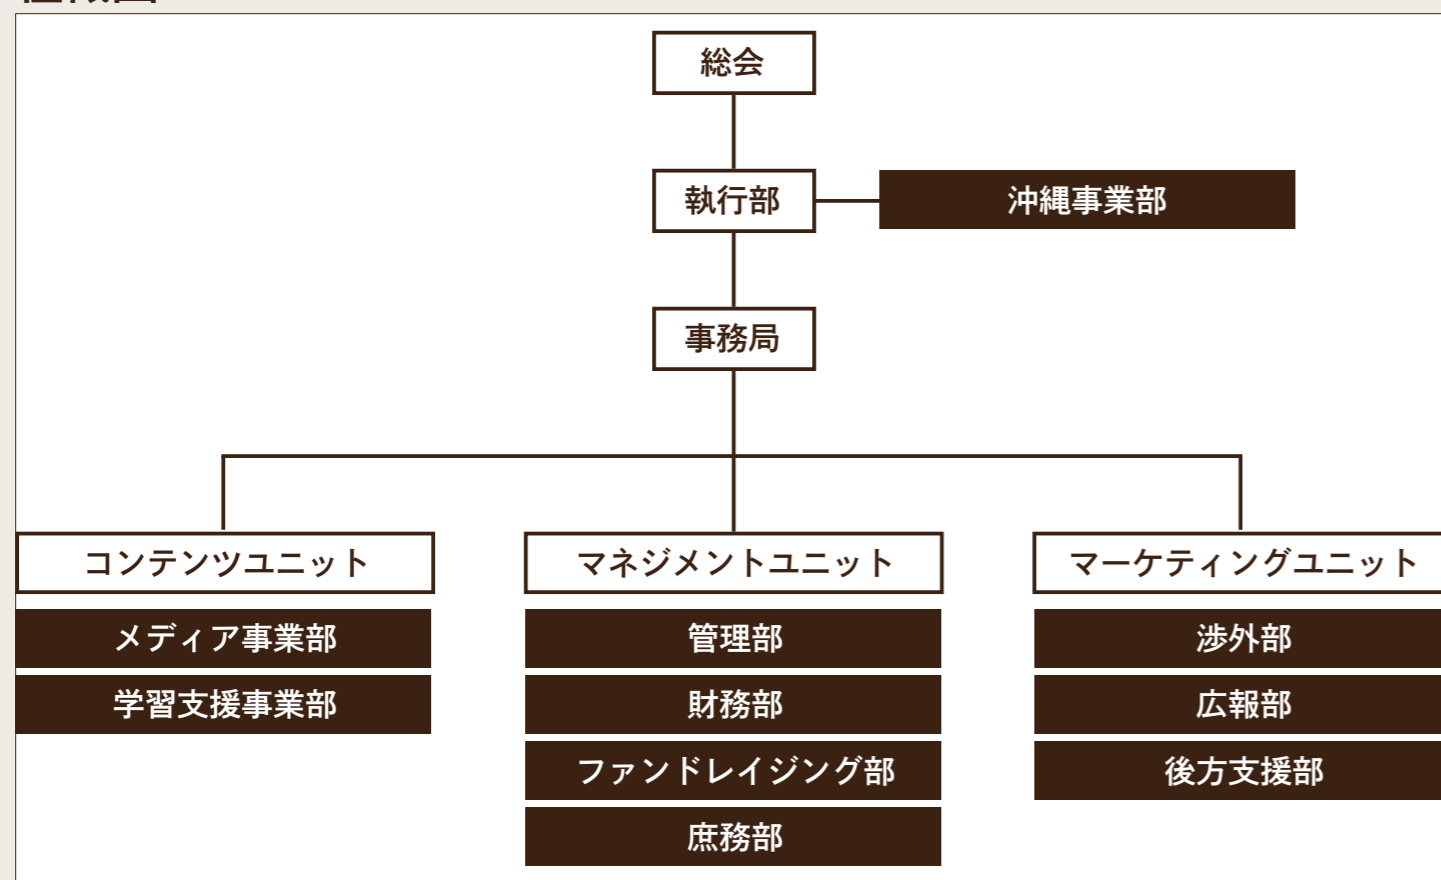 総会
執行部
沖縄事業部
事務局
コンテンツユニット
メディア事業部
学習支援事業部
マネジメントユニット
管理部
財務部
ファンドレイジング部
庶務部
マーケティングユニット
渉外部
広報部
後方支援部